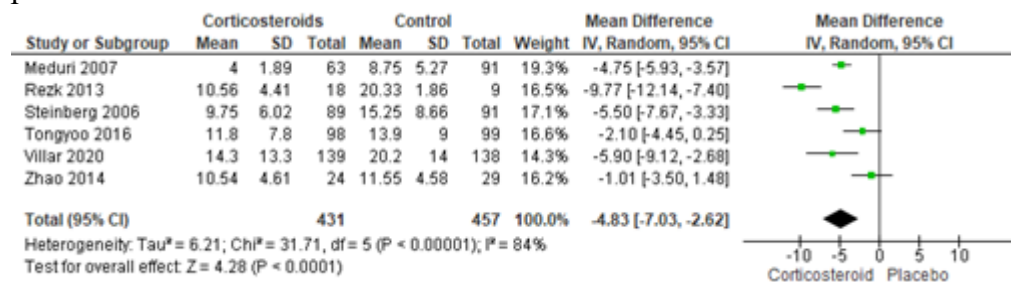 Corticosteroids Control Mean Difference Mean Difference
Study or Subgroup Mean SD Total Mean SD Total Weight IV, Random, 95% CI IV, Random, 95% CI
Meduri 2007 4 1.89 63 8.75 5.27 91 19.3% -4.75 [-5.93, -3.57]
Rezk 2013 10.56 4.41 18 20.33 1.86 9 16.5% -9.77 [-12.14, -7.40]
Steinberg 2006 9.75 6.02 89 15.25 8.66 91 17.1% -5.50 [-7.67, -3.33]
Tongyoo 2016 11.8 7.8 98 13.9 9 99 16.6% -2.10 [-4.45, 0.25]
Villar 2020 14.3 13.3 139 20.2 14 138 14.3% -5.90 [-9.12, -2.68]
Zhao 2014 10.54 4.61 24 11.55 4.58 29 16.2% -1.01 [-3.50, 1.48]
Total (95% CI) 431 457 100.0% -4.83 [-7.03, -2.62]
Heterogeneity: Tau² = 6.21; Chi² = 31.71, df = 5 (P < 0.00001); I² = 84%
Test for overall effect: Z = 4.28 (P < 0.0001)
-10 -5 0 5 10
Corticosteroid Placebo